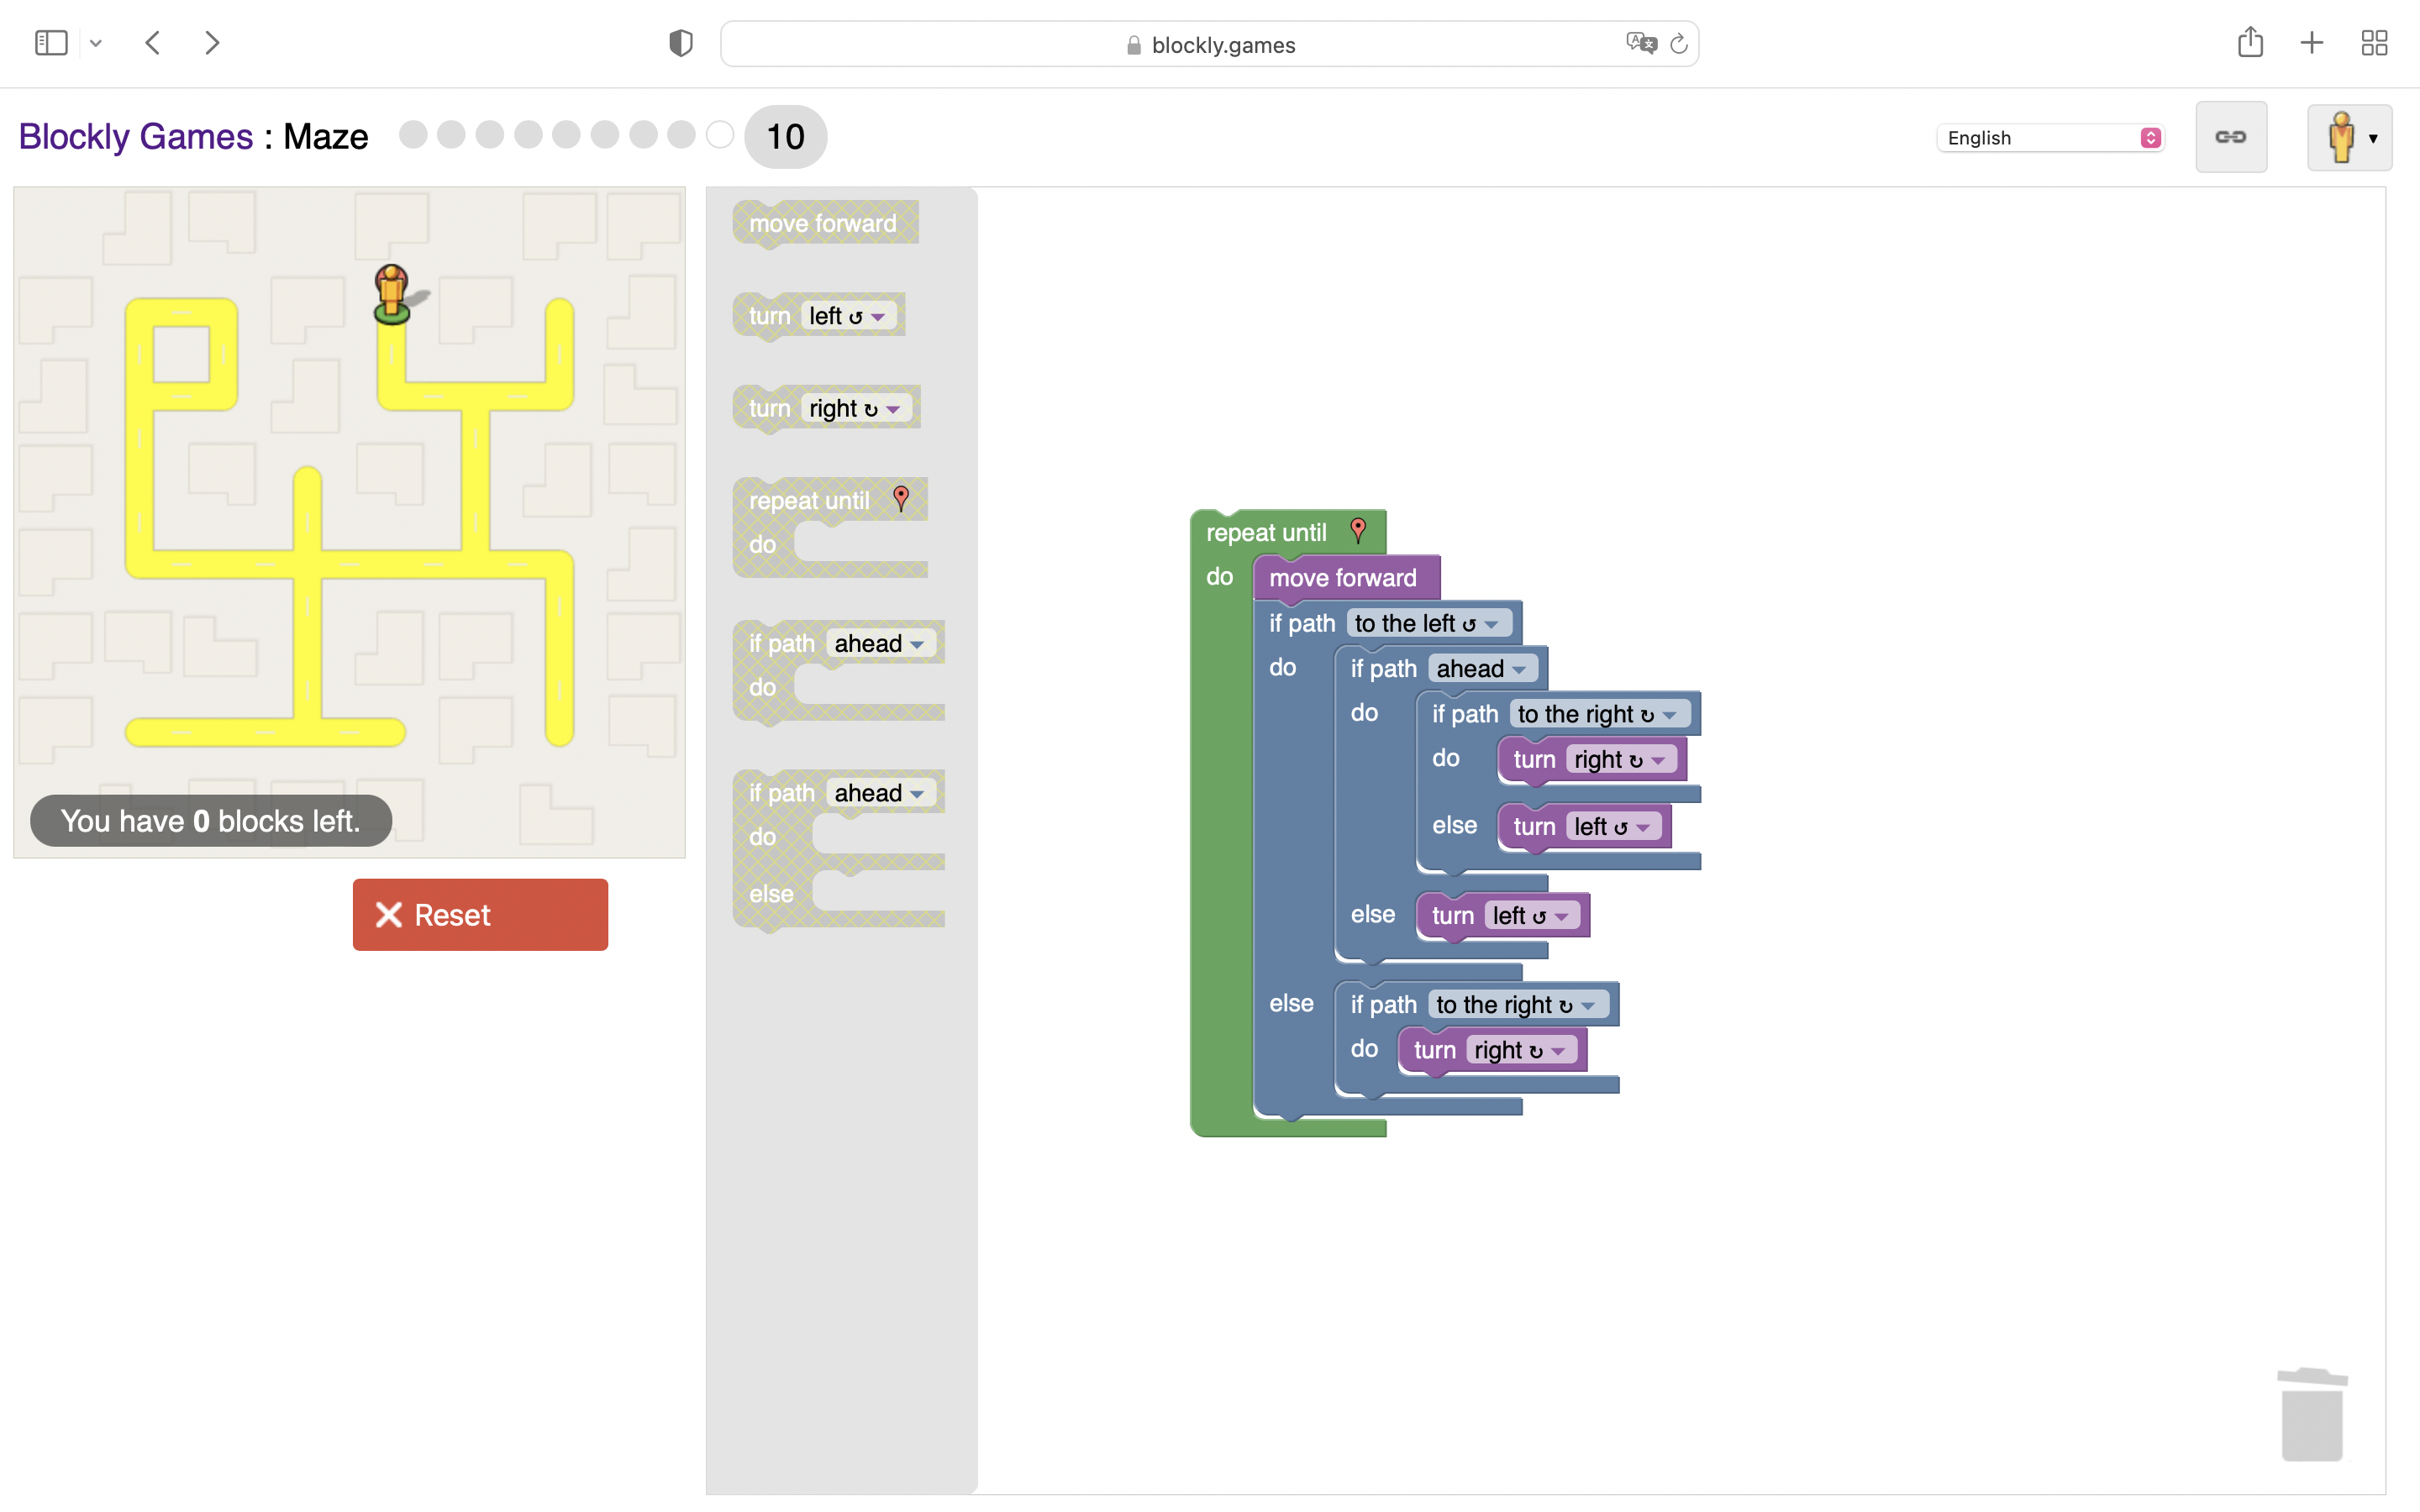 blockly.games
Blockly Games : Maze 10
English
You have 0 blocks left.
Reset
move forward
turn left ↺
turn right ↻
repeat until
do
if path ahead
do
if path ahead
do
else
repeat until
do move forward
if path to the left ↺
do if path ahead
do if path to the right ↻
do turn right ↻
else turn left ↺
else turn left ↺
else if path to the right ↻
do turn right ↻